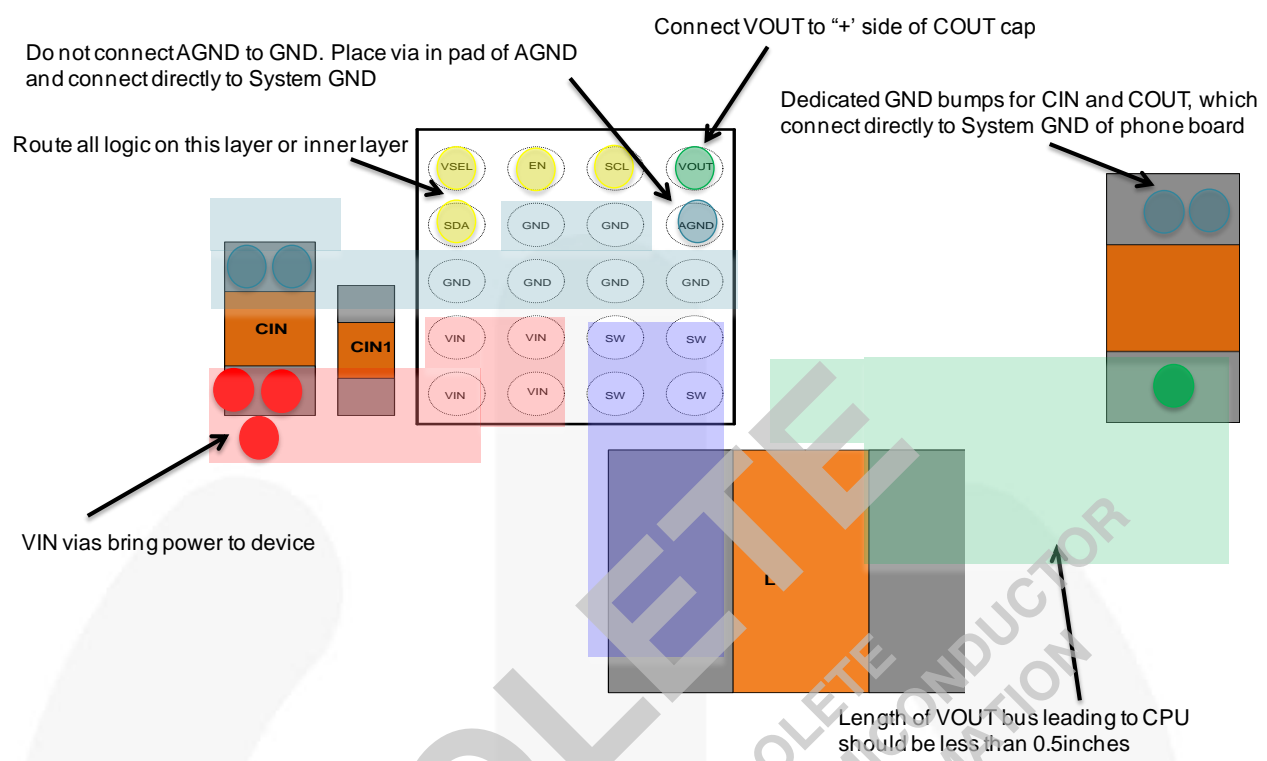 Connect VOUT to “+’ side of COUT cap
Do not connect AGND to GND. Place via in pad of AGND
and connect directly to System GND
Dedicated GND bumps for CIN and COUT, which
connect directly to System GND of phone board
Route all logic on this layer or inner layer
VSEL EN SCL VOUT
SDA GND GND AGND
GND GND GND GND
CIN
CIN1
VIN VIN SW SW
VIN VIN SW SW
VIN vias bring power to device
Length of VOUT bus leading to CPU
should be less than 0.5inches